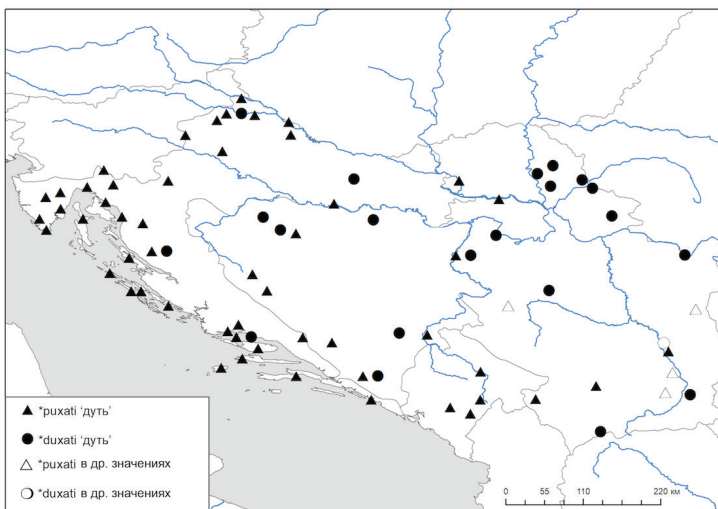 *puxati 'дуть'
*duxati 'дуть'
*puxati в др. значениях
*duxati в др. значениях
0 55 110 220 км